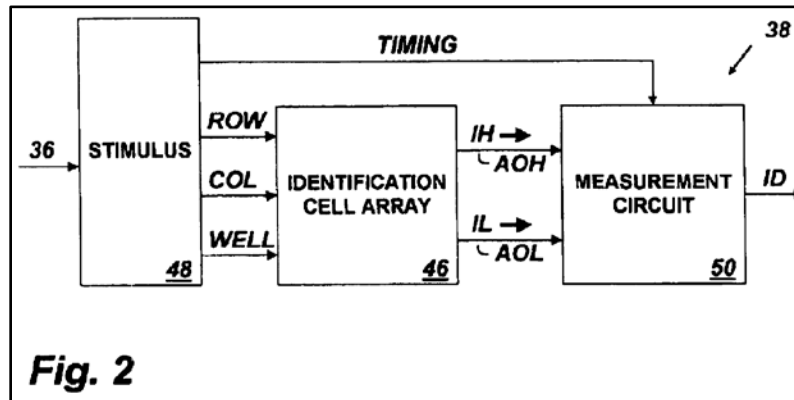 38
TIMING
36
STIMULUS
ROW
COL
WELL
48
IDENTIFICATION
CELL ARRAY
46
IH
AOH
IL
AOL
MEASUREMENT
CIRCUIT
50
ID
Fig. 2